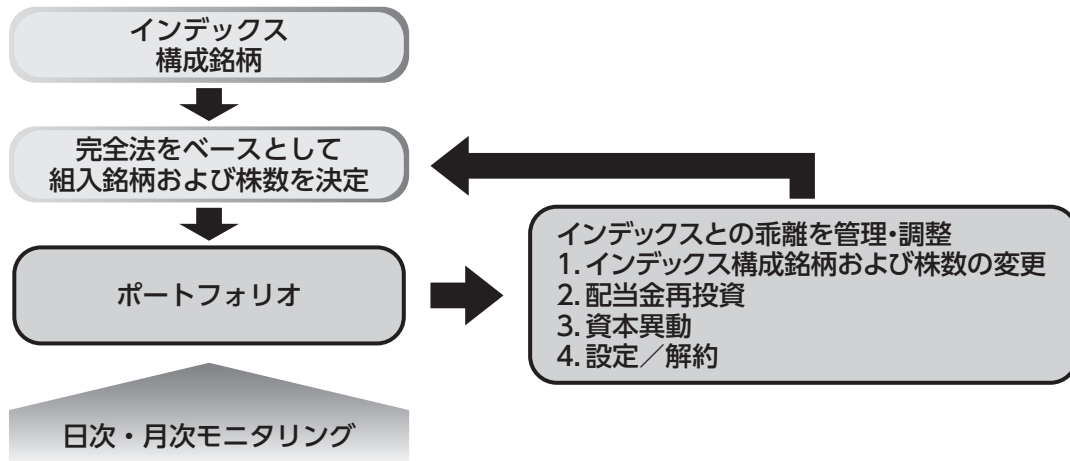 インデックス
構成銘柄
完全法をベースとして
組入銘柄および株数を決定
ポートフォリオ
インデックスとの乖離を管理・調整
1. インデックス構成銘柄および株数の変更
2. 配当金再投資
3. 資本異動
4. 設定／解約
日次・月次モニタリング